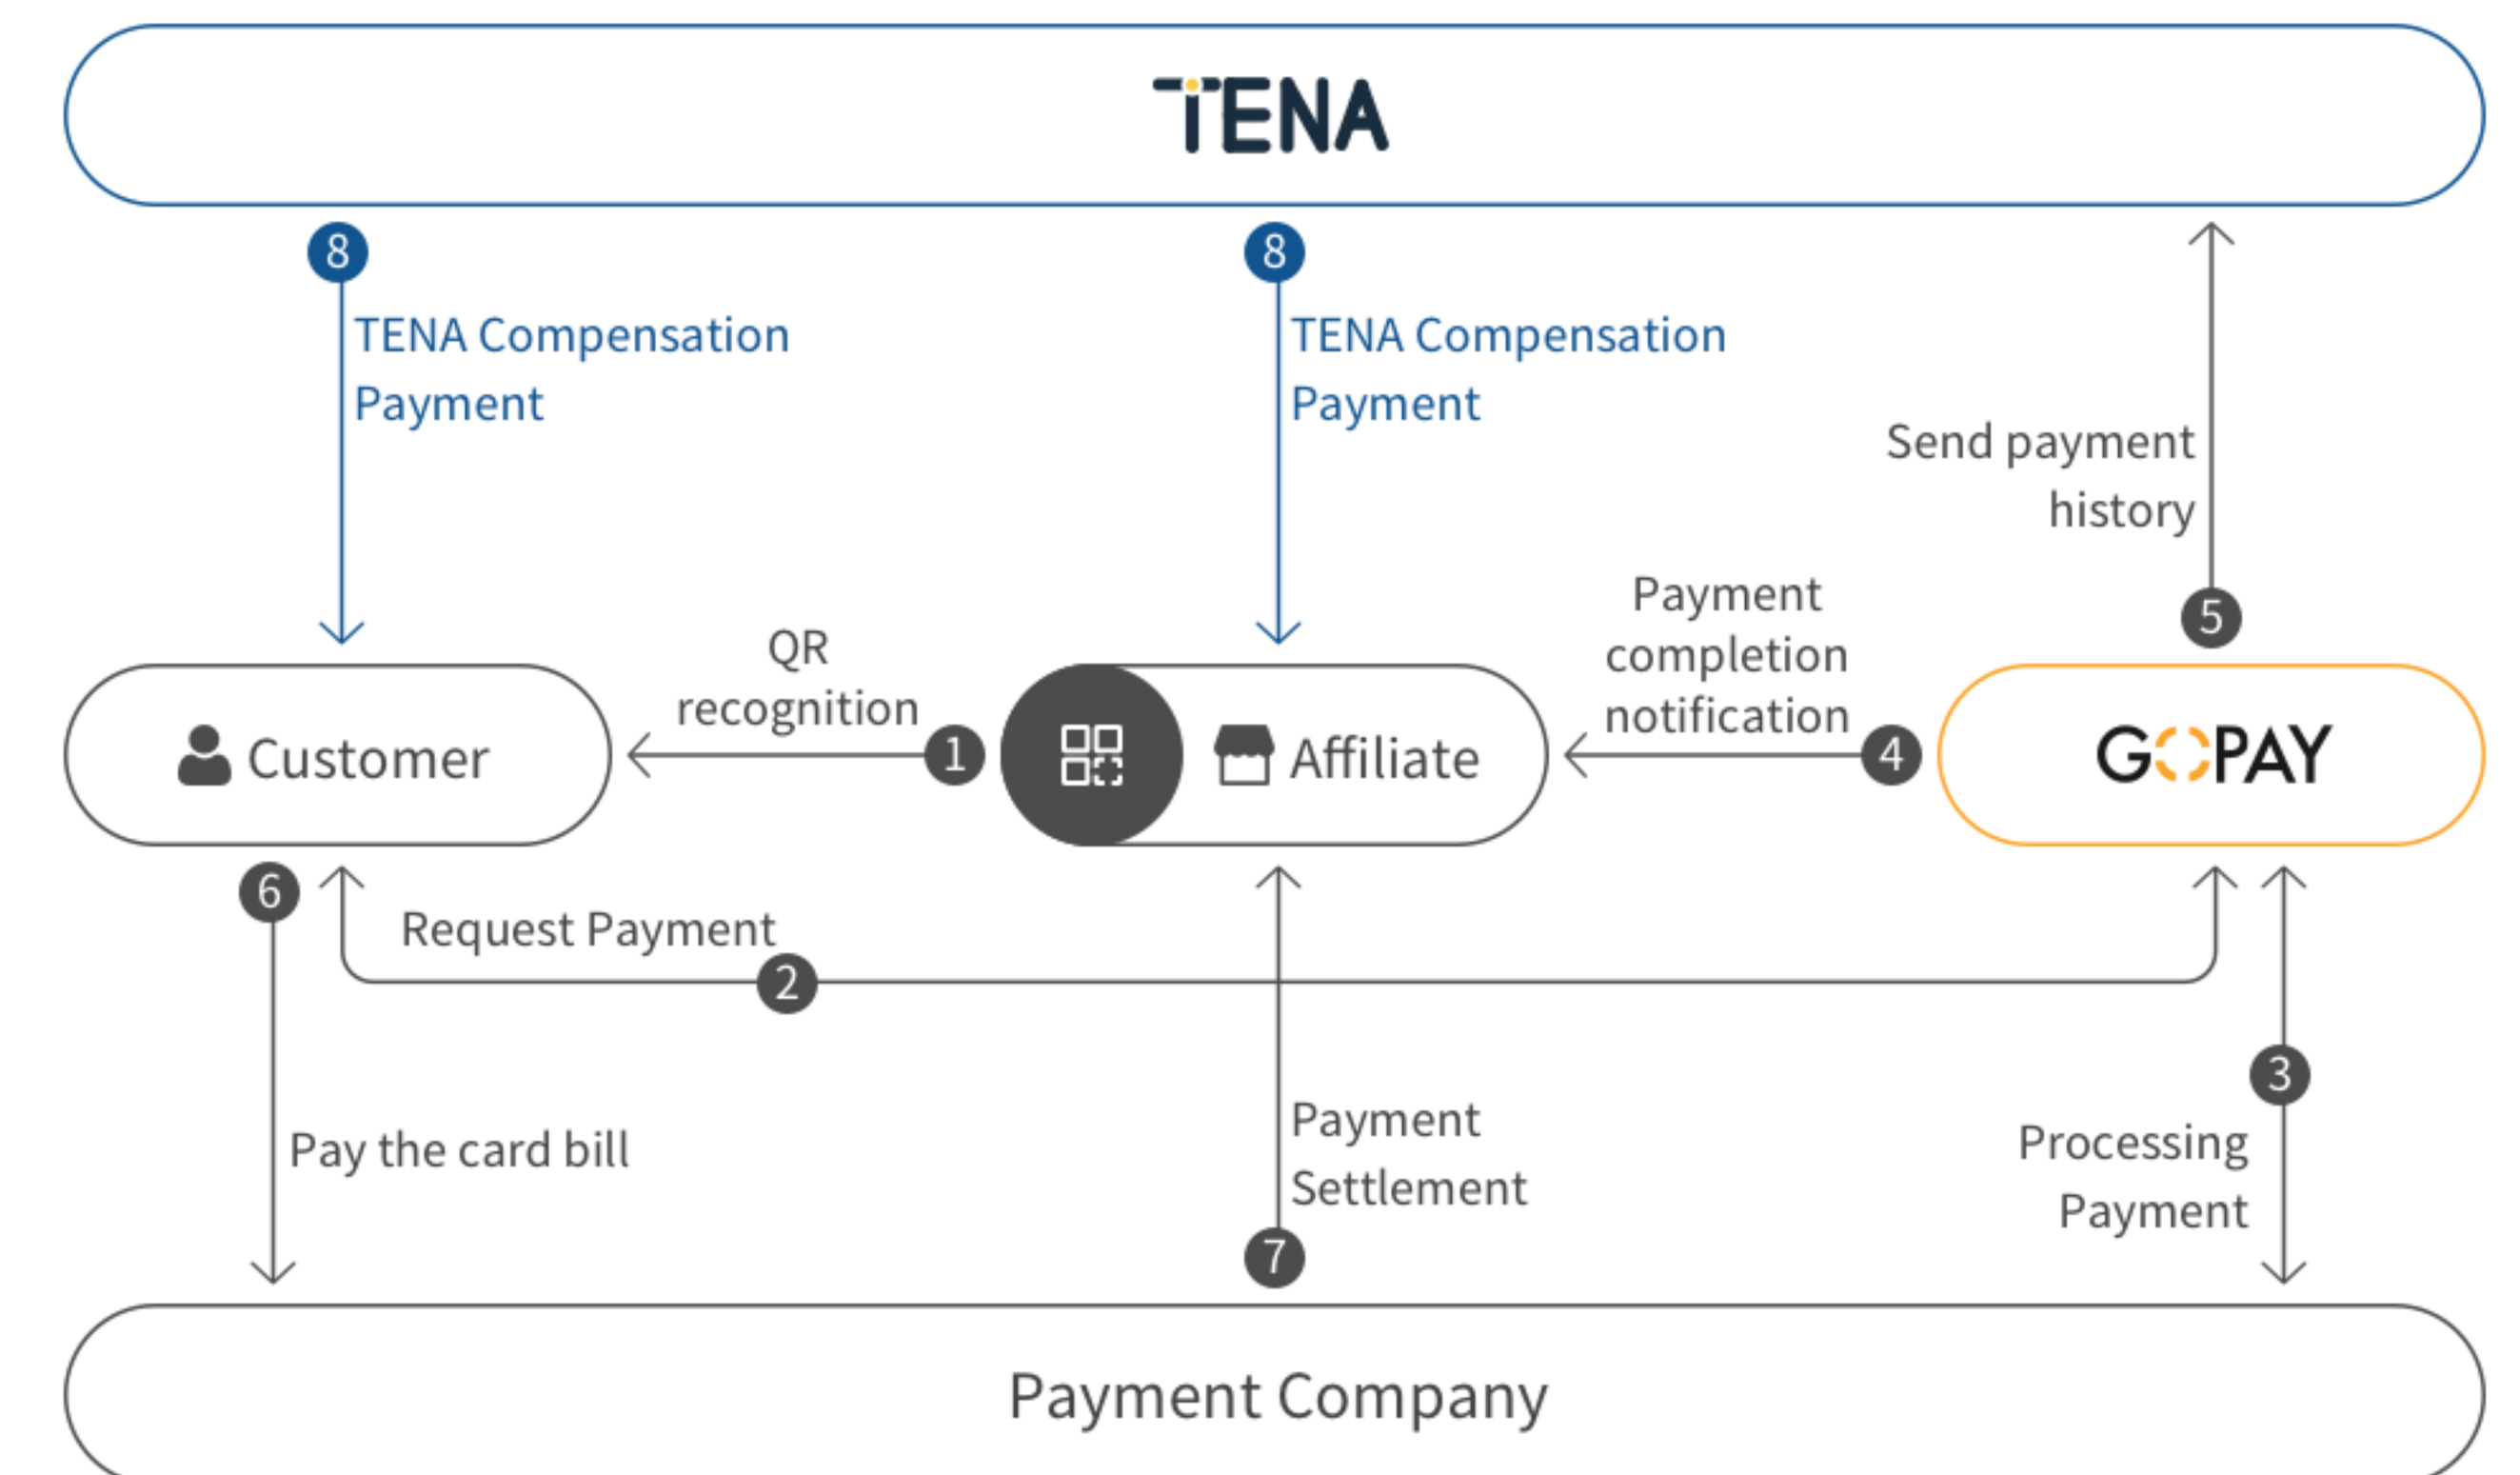 TENA
8
8
TENA Compensation
Payment
TENA Compensation
Payment
Send payment
history
5
QR
recognition
1
Payment
completion
notification
4
Customer
Affiliate
GOPAY
6
Request Payment
2
3
Pay the card bill
Payment
Settlement
7
Processing
Payment
Payment Company